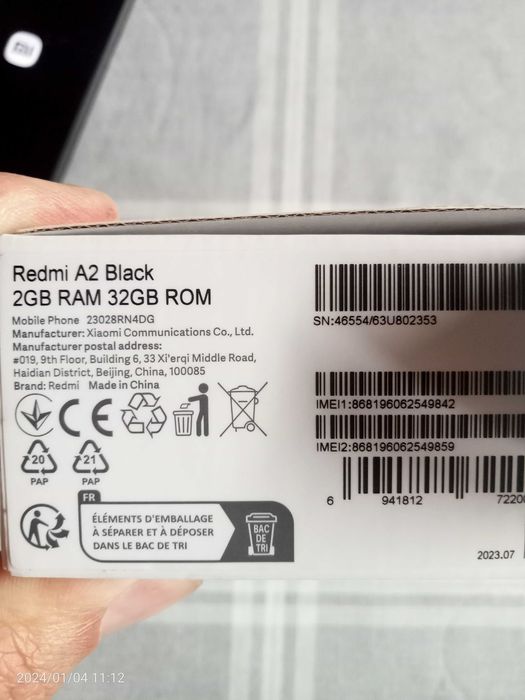 Redmi A2 Black
2GB RAM 32GB ROM
Mobile Phone 23028RN4DG
Manufacturer: Xiaomi Communications Co., Ltd.
Manufacturer postal address:
#019, 9th Floor, Building 6, 33 Xi'erqi Middle Road,
Haidian District, Beijing, China, 100085
Brand: Redmi Made in China
CE
20
PAP
21
PAP
FR
ÉLÉMENTS D'EMBALLAGE
À SÉPARER ET À DÉPOSER
DANS LE BAC DE TRI
BAC
DE
TRI
SN:46554/63U802353
IMEI1:868196062549842
IMEI2:868196062549859
6 941812 7220
2023.07
2024/01/04 11:12